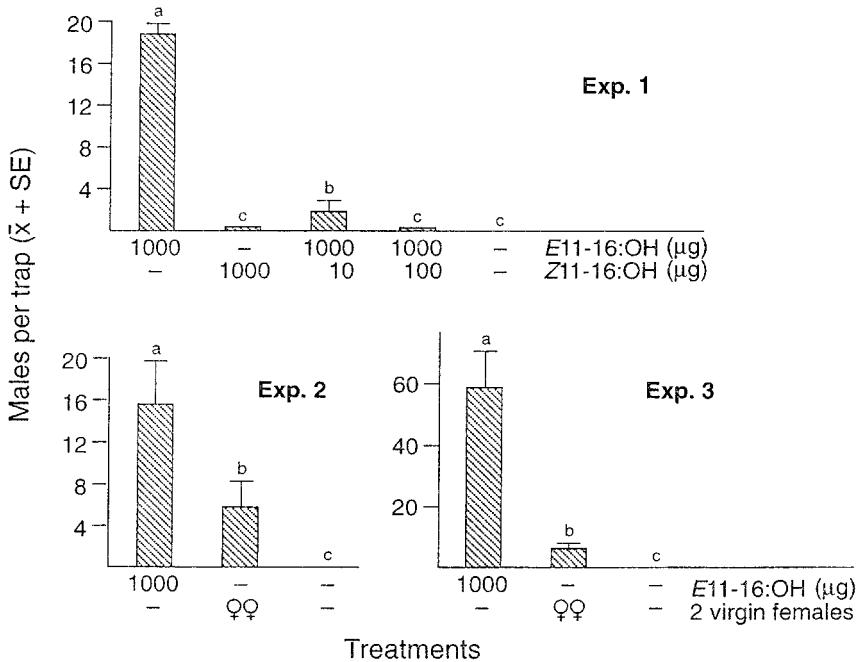 Males per trap (x̄ + SE)
20
16
12
8
4
a
c
b
c
c
Exp. 1
1000 – 1000 1000 – E11-16:OH (µg)
– 1000 10 100 – Z11-16:OH (µg)
20
16
12
8
4
a
b
c
Exp. 2
1000 – –
– ♀♀ –
60
40
20
a
b
c
Exp. 3
1000 – – E11-16:OH (µg)
– ♀♀ – 2 virgin females
Treatments